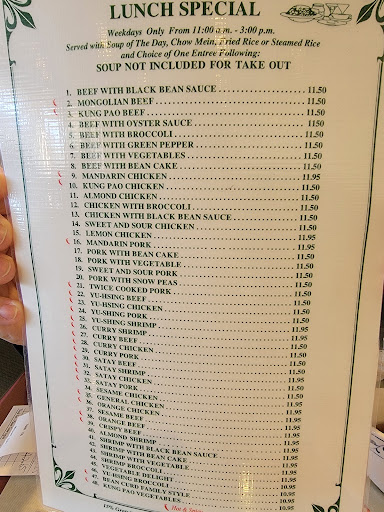 LUNCH SPECIAL
Weekdays Only From 11:00 a.m. - 3:00 p.m.
Served with Soup of The Day, Chow Mein, Fried Rice or Steamed Rice
and Choice of One Entree Following:
SOUP NOT INCLUDED FOR TAKE OUT
1. BEEF WITH BLACK BEAN SAUCE 11.50
2. MONGOLIAN BEEF 11.50
3. KUNG PAO BEEF 11.50
4. BEEF WITH OYSTER SAUCE 11.50
5. BEEF WITH BROCCOLI 11.50
6. BEEF WITH GREEN PEPPER 11.50
7. BEEF WITH VEGETABLES 11.50
8. BEEF WITH BEAN CAKE 11.50
9. MANDARIN CHICKEN 11.95
10. KUNG PAO CHICKEN 11.50
11. ALMOND CHICKEN 11.50
12. CHICKEN WITH BROCCOLI 11.50
13. CHICKEN WITH BLACK BEAN SAUCE 11.50
14. SWEET AND SOUR CHICKEN 11.50
15. LEMON CHICKEN 11.95
16. MANDARIN PORK 11.95
17. PORK WITH BEAN CAKE 11.50
18. PORK WITH VEGETABLE 11.50
19. SWEET AND SOUR PORK 11.50
20. PORK WITH SNOW PEAS 11.50
21. TWICE COOKED PORK 11.50
22. YU-HSING BEEF 11.50
23. YU-HSING CHICKEN 11.50
24. YU-SHING PORK 11.50
25. YU-SHING SHRIMP 11.95
26. CURRY SHRIMP 11.95
27. CURRY BEEF 11.50
28. CURRY CHICKEN 11.50
29. CURRY PORK 11.50
30. SATAY BEEF 11.50
31. SATAY SHRIMP 11.95
32. SATAY CHICKEN
33. SATAY PORK
34. SESAME CHICKEN 11.95
35. GENERAL CHICKEN 11.95
36. ORANGE CHICKEN 11.95
37. SESAME BEEF 11.95
38. ORANGE BEEF 11.95
39. CRISPY BEEF 11.95
40. ALMOND SHRIMP 11.95
41. SHRIMP WITH BLACK BEAN SAUCE 11.95
42. SHRIMP WITH BEAN CAKE 11.95
SHRIMP WITH VEGETABLE 11.95
SHRIMP BROCCOLI
VEGETABLE DELIGHT 10.95
BEAN CURD FAMILY STYLE 10.95
KUNG PAO VEGETABLES 10.95
Hot &
15%